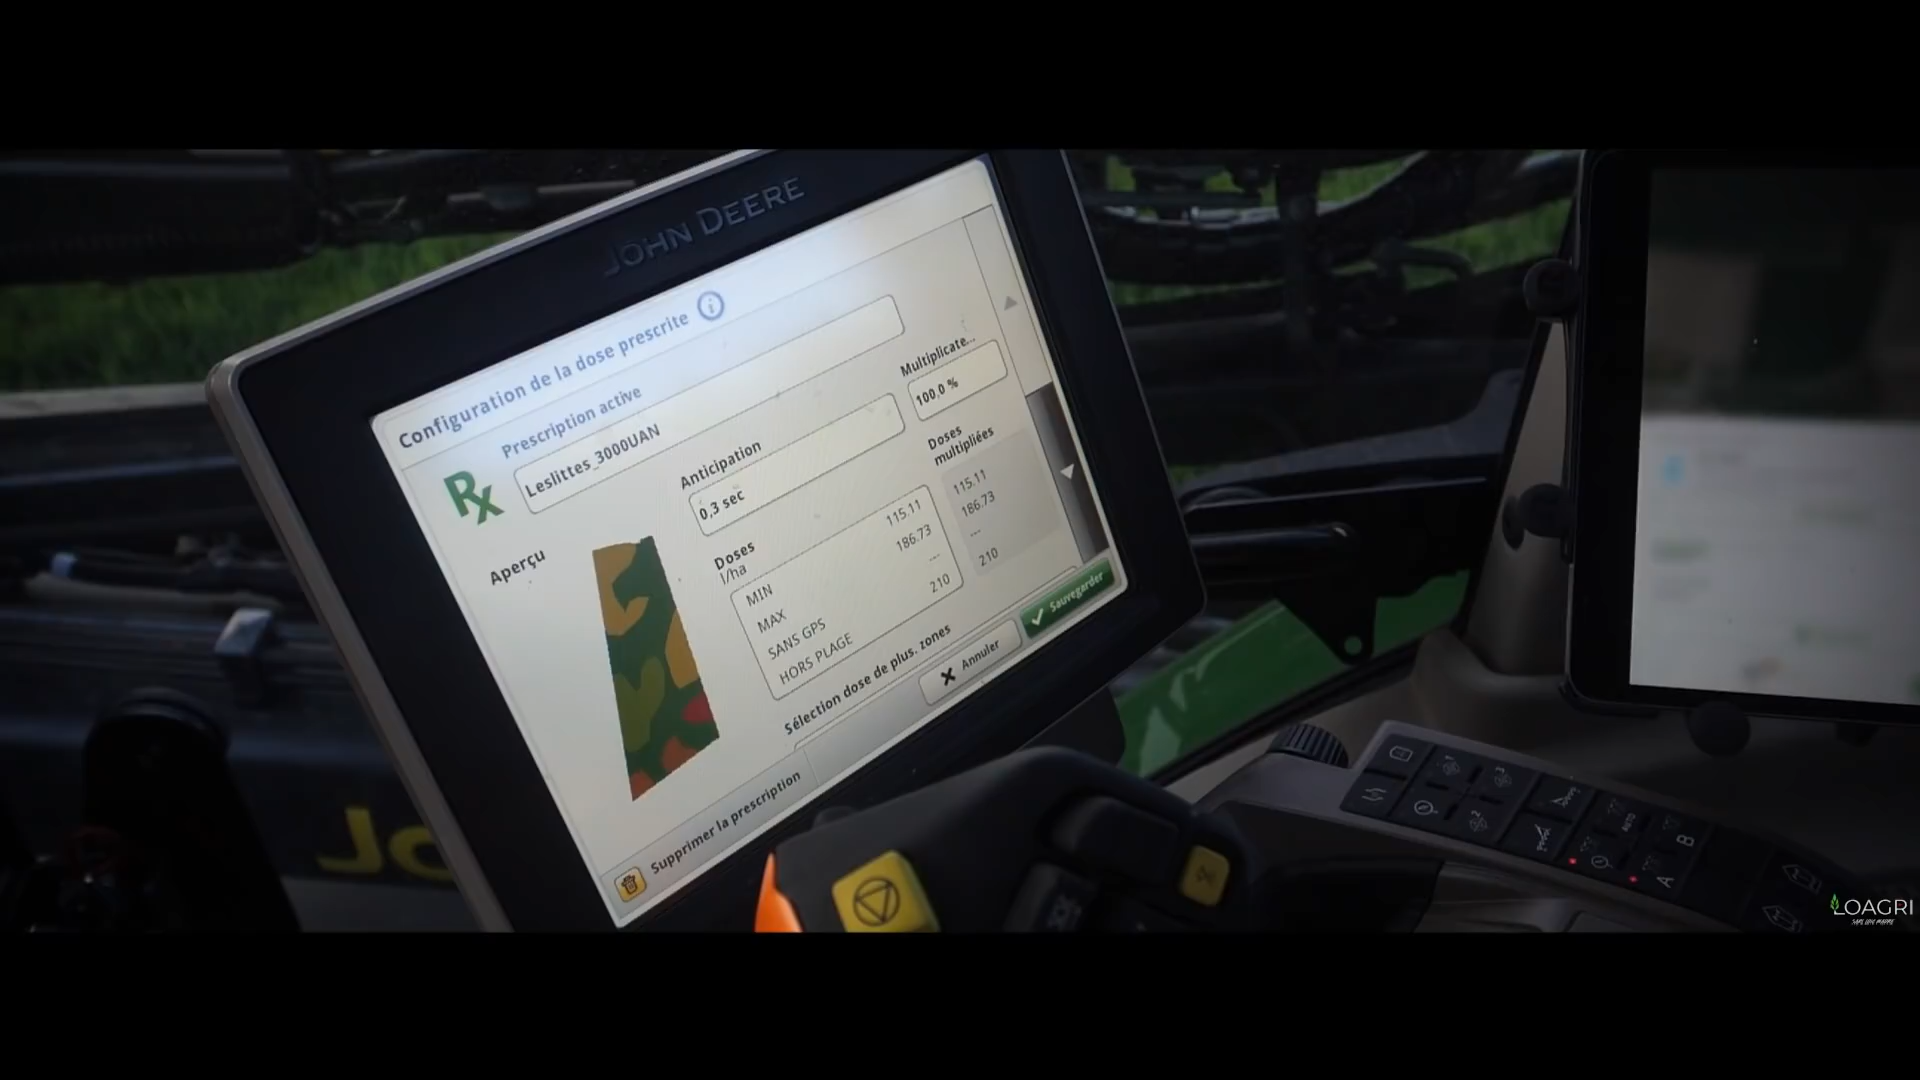 JOHN DEERE
Configuration de la dose prescrite
Prescription active
Leslittes_3000UAN
Rx
Anticipation
0,3 sec
Multiplicate...
100,0 %
Aperçu
Doses
l/ha
Doses
multipliées
MIN 115.11 115.11
MAX 186.73 186.73
SANS GPS --- ---
HORS PLAGE 210 210
Sélection dose de plus. zones
Supprimer la prescription
Annuler
Sauvegarder
AUTO
A
B
LOAGRI